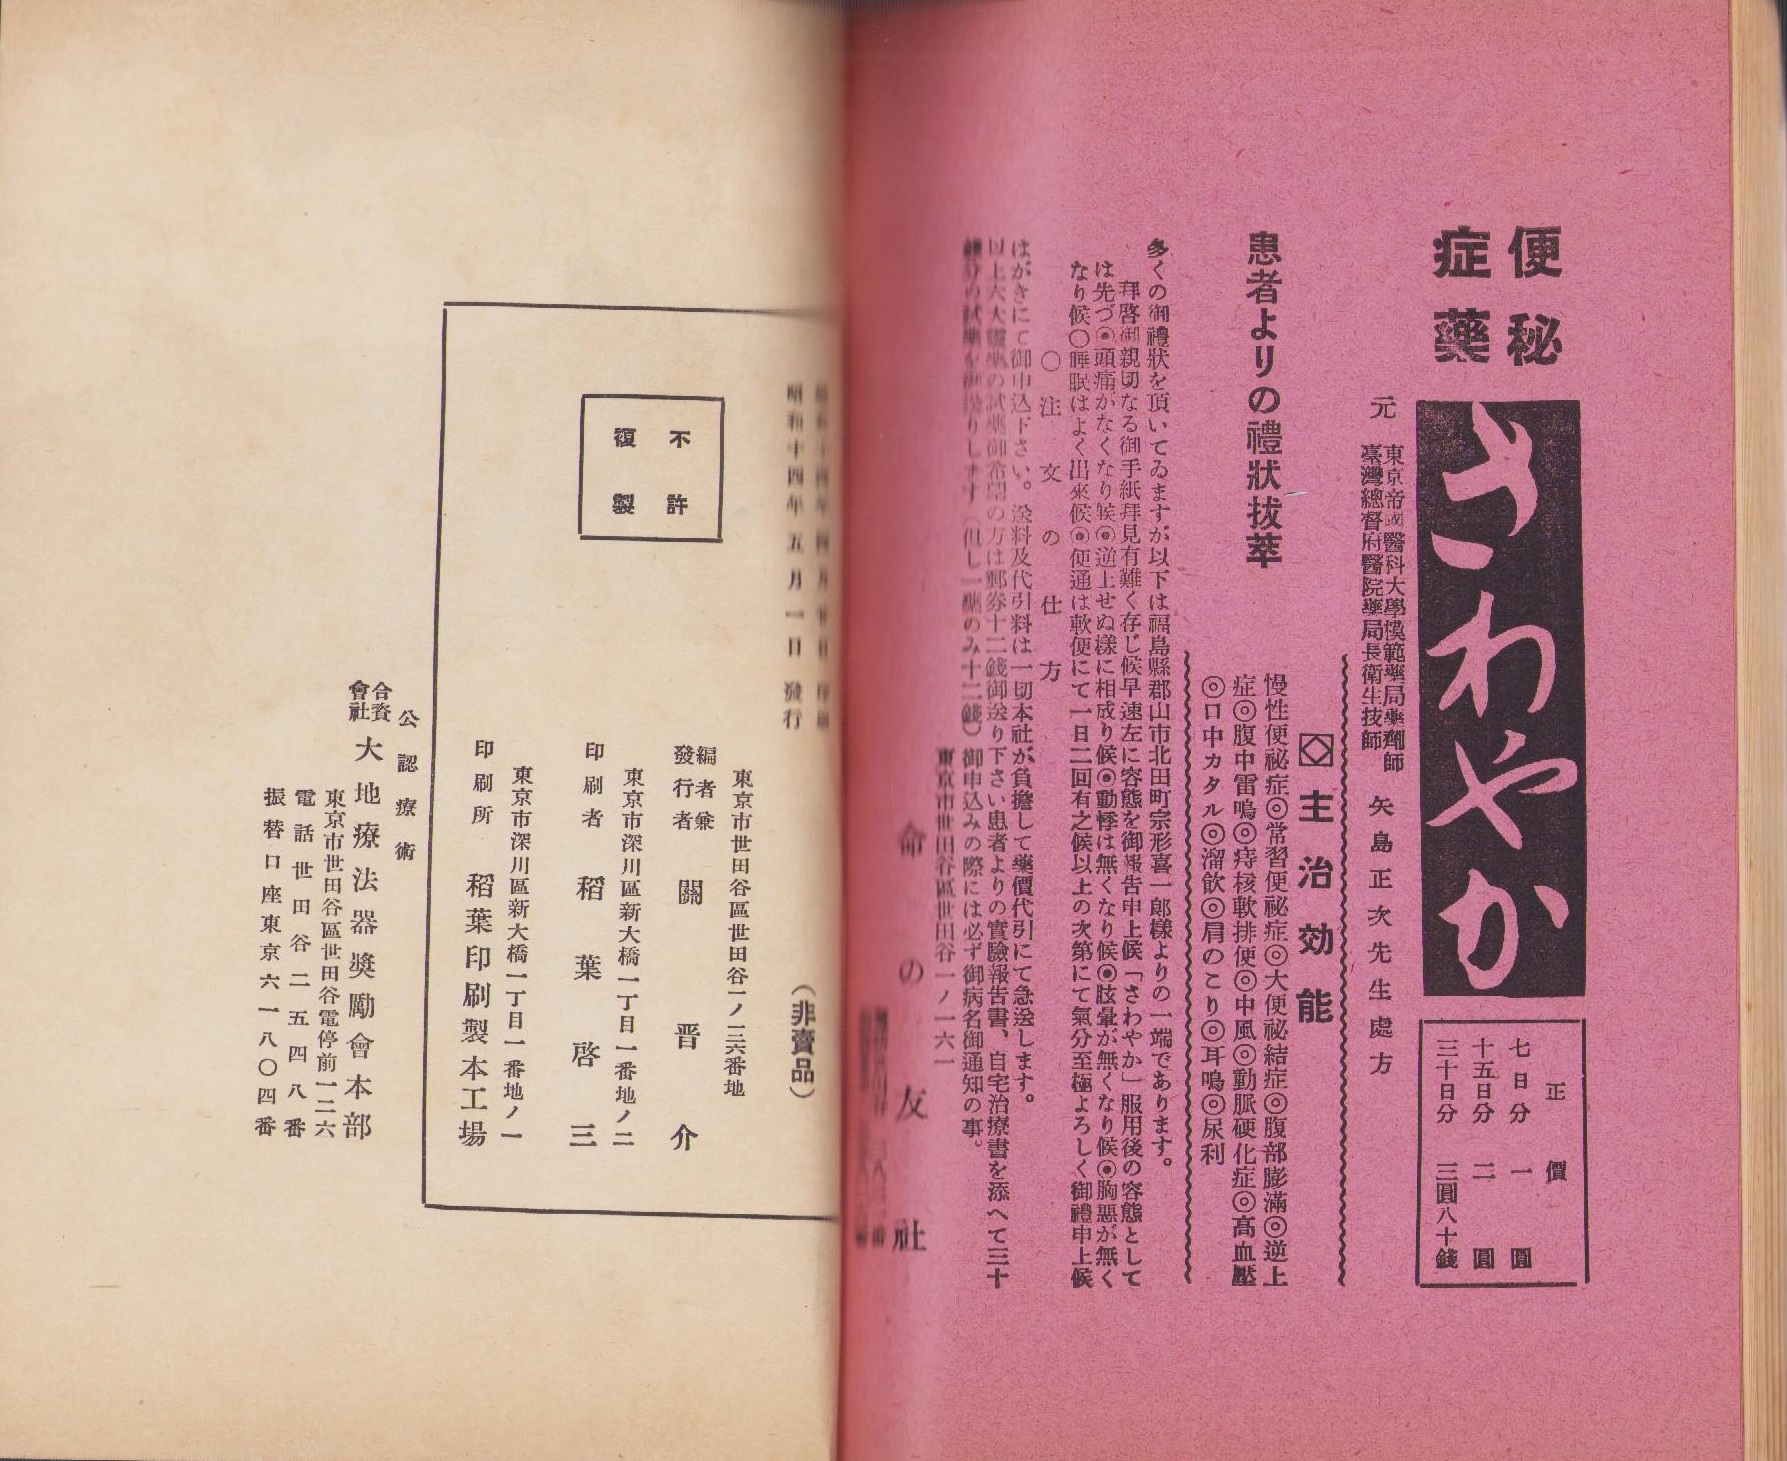 便秘
症藥
さわやか
正價
七日分 一圓
十五日分 二圓
三十日分 三圓八十錢
元
東京帝國醫科大學模範藥局藥劑師
臺灣總督府醫院藥局長衛生技師
矢島正次先生處方
主治効能
慢性便秘症◎常習便秘症◎大便秘結症◎腹部膨滿◎逆上
症◎腹中雷鳴◎痔核軟排便◎中風◎動脈硬化症◎高血壓
◎口中カタル◎溜飮◎肩のこり◎耳鳴◎尿利
患者よりの禮狀拔萃
多くの御禮狀を頂いてゐますが以下は福島縣郡山市北田町宗形喜一郎樣よりの一端であります。
拜啓御親切なる御手紙拜見有難く存じ候早速左に容態を御報告申上候「さわやか」服用後の容態として
は先づ◉頭痛がなくなり候◉逆上せぬ樣に相成り候◉動悸は無くなり候◉眩暈が無くなり候◉胸悪が無く
なり候〇睡眠はよく出來候◉便通は軟便にて一日二回有之候以上の次第にて氣分至極よろしく御禮申上候
〇注文の仕方
はがきにて御申込下さい。送料及代引料は一切本社が負擔して藥價代引にて急送します。
以上六大靈藥の試藥御希望の方は郵券十二錢御送り下さい患者よりの實驗報告書、自宅治療書を添へて三十
錢分の試藥を御送りします（但し一藥のみ十二錢）御申込みの際には必ず御病名御通知の事。
東京市世田谷區世田谷一ノ一六一
命の友社
昭和十四年五月一日發行
（非賣品）
不許
複製
東京市世田谷區世田谷一ノ三六番地
編者兼
發行者 關晋介
東京市深川區新大橋一丁目一番地ノ二
印刷者 稻葉啓三
東京市深川區新大橋一丁目一番地ノ一
印刷所 稻葉印刷製本工場
公認療術
合資
會社 大地療法器奬勵會本部
東京市世田谷區世田谷電停前一二六
電話世田谷二五四八番
振替口座東京六一八〇四番